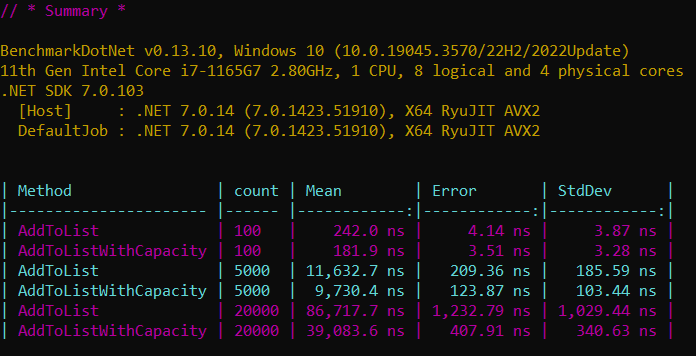 // * Summary *
BenchmarkDotNet v0.13.10, Windows 10 (10.0.19045.3570/22H2/2022Update)
11th Gen Intel Core i7-1165G7 2.80GHz, 1 CPU, 8 logical and 4 physical cores
.NET SDK 7.0.103
  [Host]     : .NET 7.0.14 (7.0.1423.51910), X64 RyuJIT AVX2
  DefaultJob : .NET 7.0.14 (7.0.1423.51910), X64 RyuJIT AVX2
| Method                | count | Mean        | Error       | StdDev      |
|---------------------- |------ |------------:|------------:|------------:|
| AddToList             | 100   |    242.0 ns |     4.14 ns |     3.87 ns |
| AddToListWithCapacity | 100   |    181.9 ns |     3.51 ns |     3.28 ns |
| AddToList             | 5000  | 11,632.7 ns |   209.36 ns |   185.59 ns |
| AddToListWithCapacity | 5000  |  9,730.4 ns |   123.87 ns |   103.44 ns |
| AddToList             | 20000 | 86,717.7 ns | 1,232.79 ns | 1,029.44 ns |
| AddToListWithCapacity | 20000 | 39,083.6 ns |   407.91 ns |   340.63 ns |